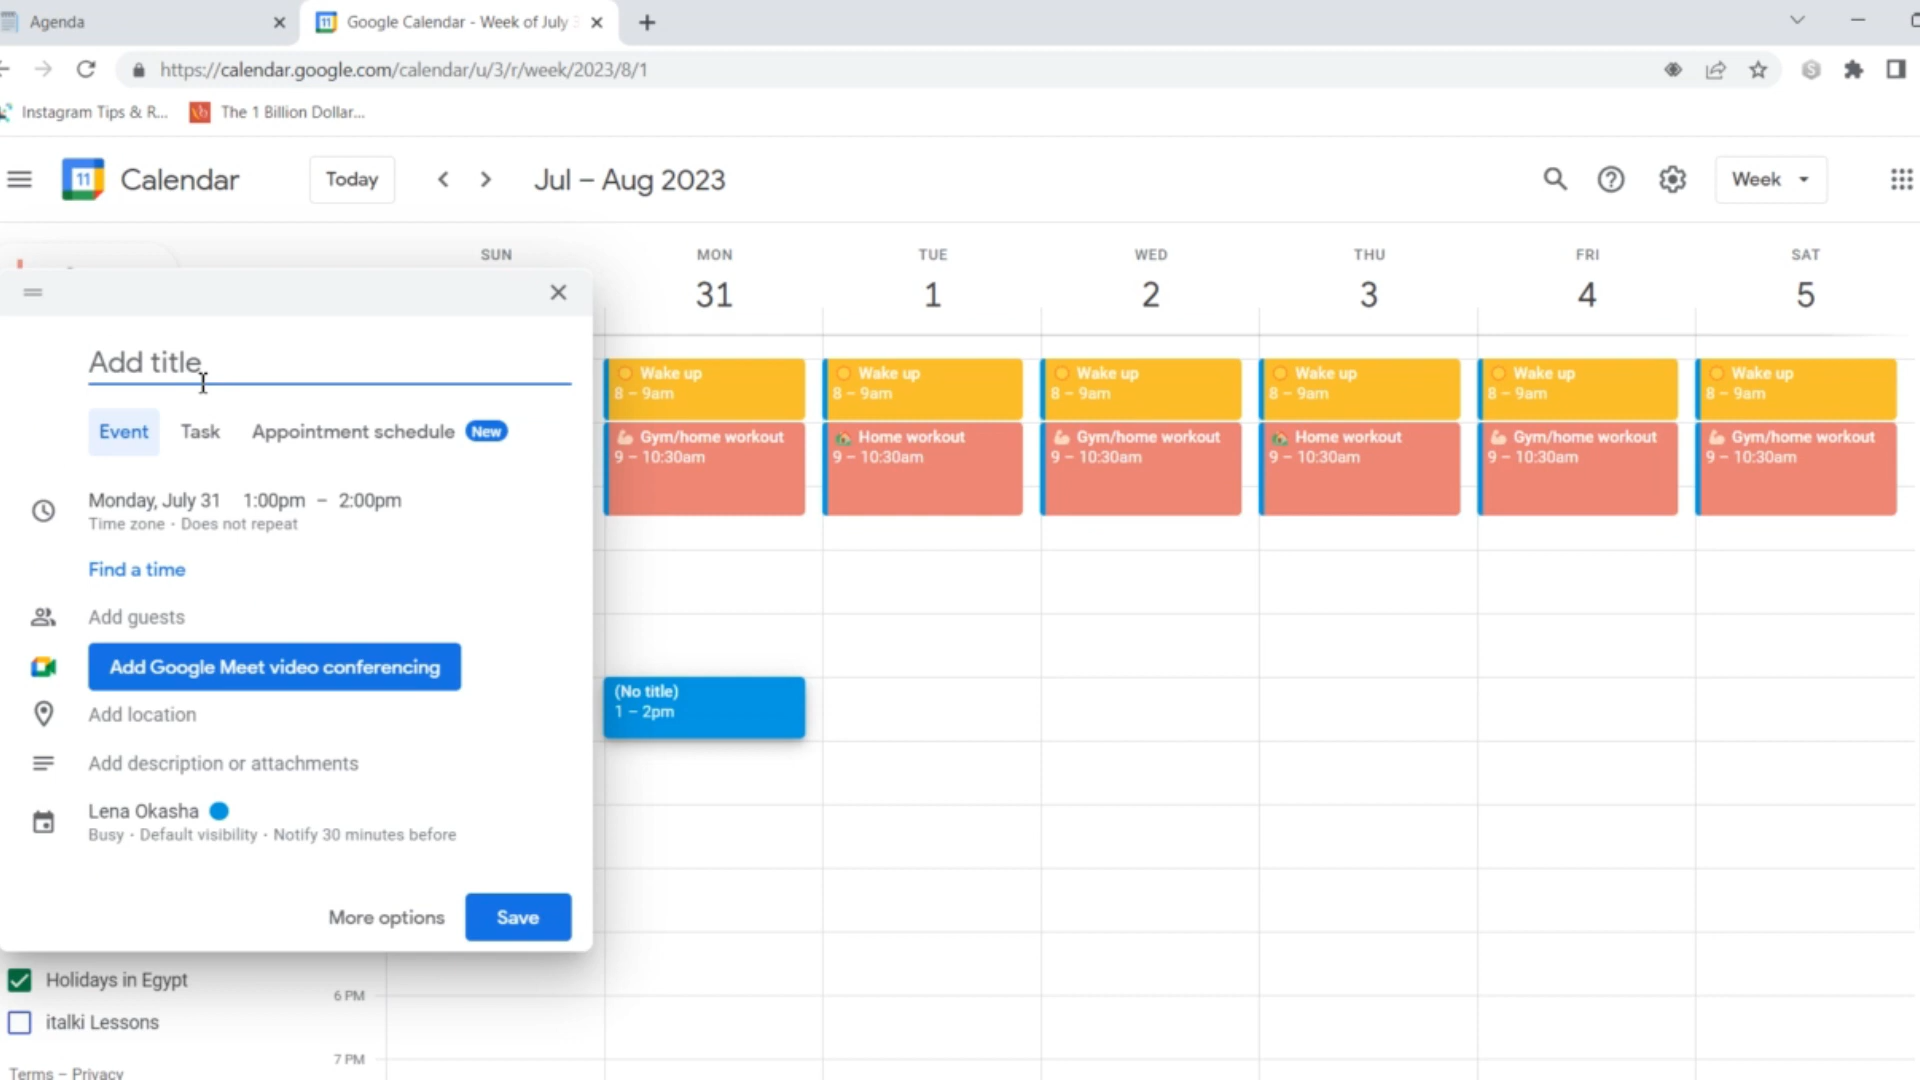 Agenda
Google Calendar - Week of July 3
https://calendar.google.com/calendar/u/3/r/week/2023/8/1
Instagram Tips & R...
The 1 Billion Dollar...
11
Calendar
Today
Jul – Aug 2023
Week
SUN
MON
TUE
WED
THU
FRI
SAT
31
1
2
3
4
5
Add title
Event
Task
Appointment schedule
New
Monday, July 31 1:00pm – 2:00pm
Time zone · Does not repeat
Find a time
Add guests
Add Google Meet video conferencing
Add location
Add description or attachments
Lena Okasha
Busy · Default visibility · Notify 30 minutes before
More options
Save
Wake up
8 – 9am
Wake up
8 – 9am
Wake up
8 – 9am
Wake up
8 – 9am
Wake up
8 – 9am
Wake up
8 – 9am
Gym/home workout
9 – 10:30am
Home workout
9 – 10:30am
Gym/home workout
9 – 10:30am
Home workout
9 – 10:30am
Gym/home workout
9 – 10:30am
Gym/home workout
9 – 10:30am
(No title)
1 – 2pm
Holidays in Egypt
italki Lessons
6 PM
7 PM
Terms – Privacy